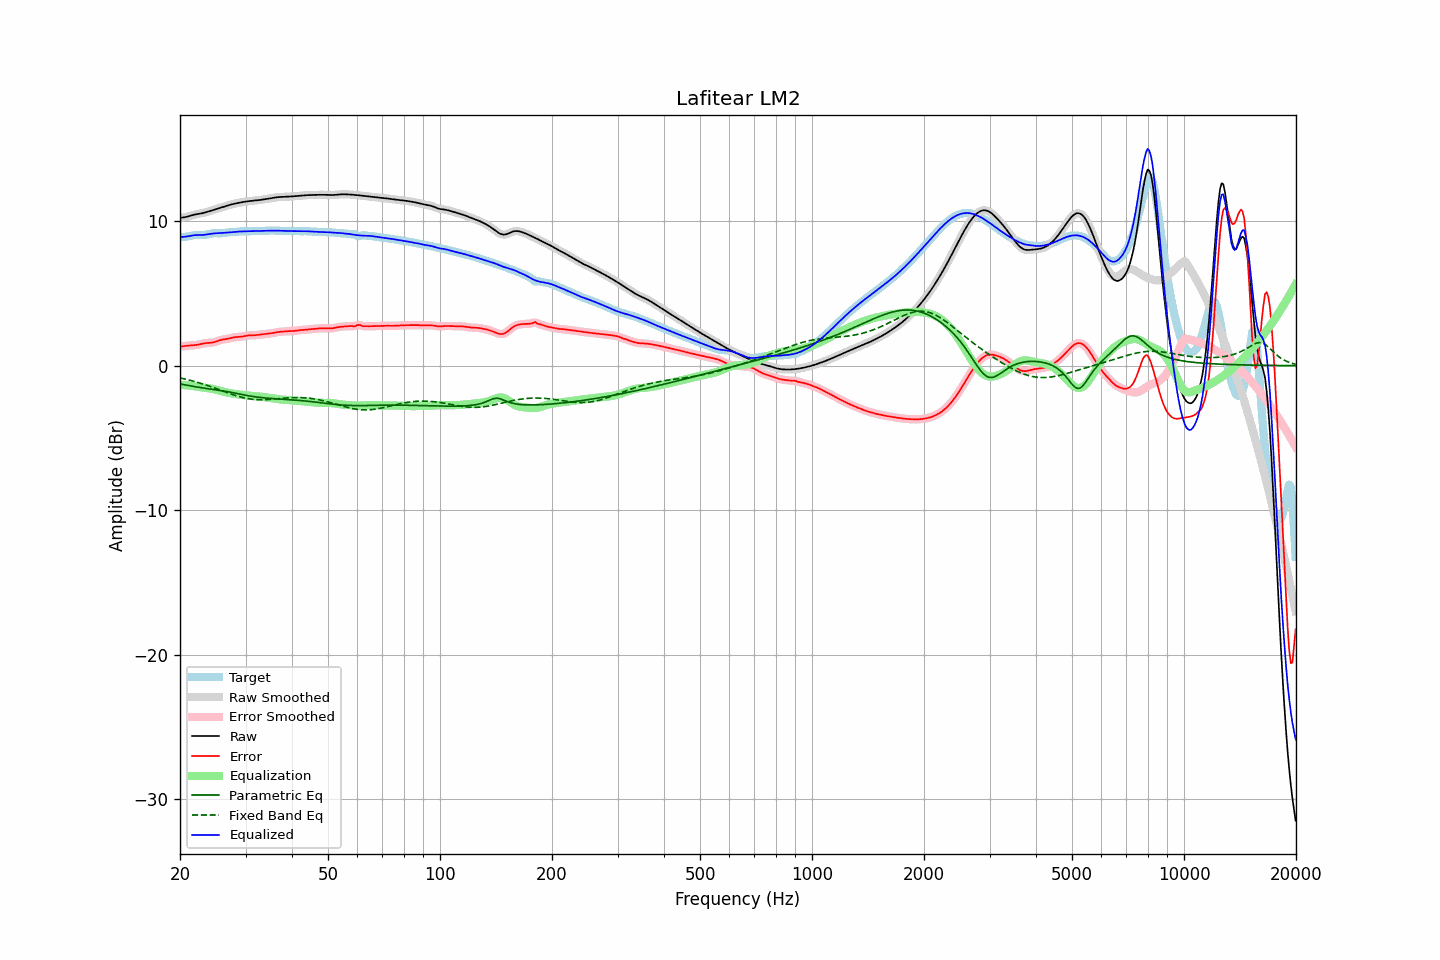 Lafitear LM2
Amplitude (dBr)
10
0
−10
−20
−30
Target
Raw Smoothed
Error Smoothed
Raw
Error
Equalization
Parametric Eq
Fixed Band Eq
Equalized
20 50 100 200 500 1000 2000 5000 10000 20000
Frequency (Hz)